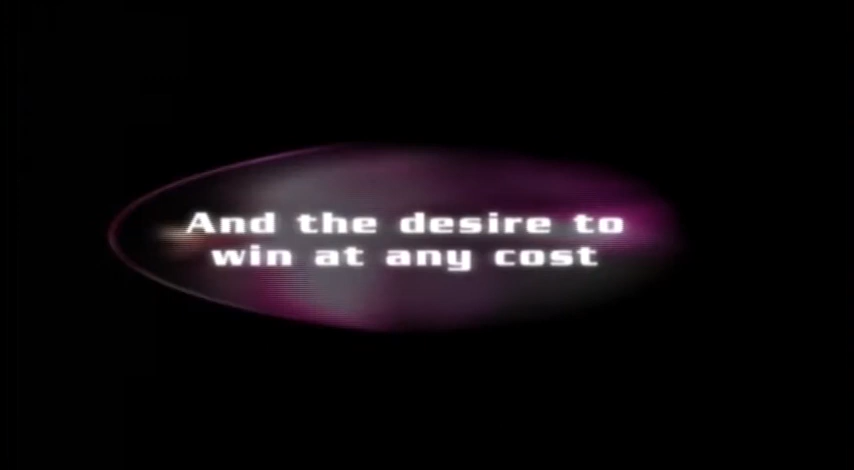 And the desire to
win at any cost